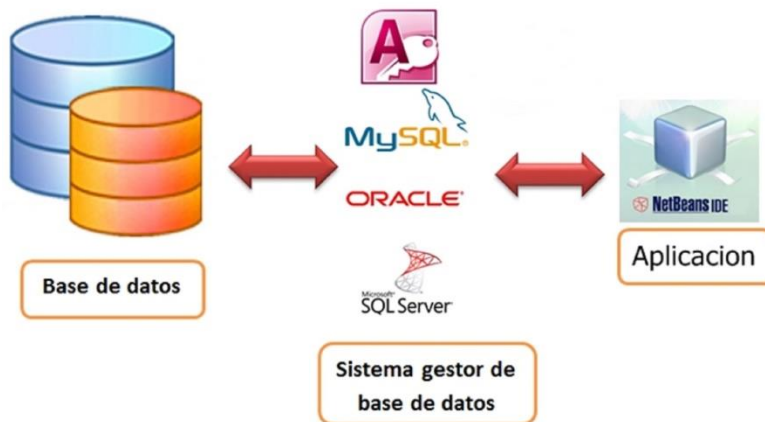 A
MySQL®
ORACLE®
Microsoft®
SQL Server®
NetBeans IDE
Base de datos
Aplicacion
Sistema gestor de
base de datos